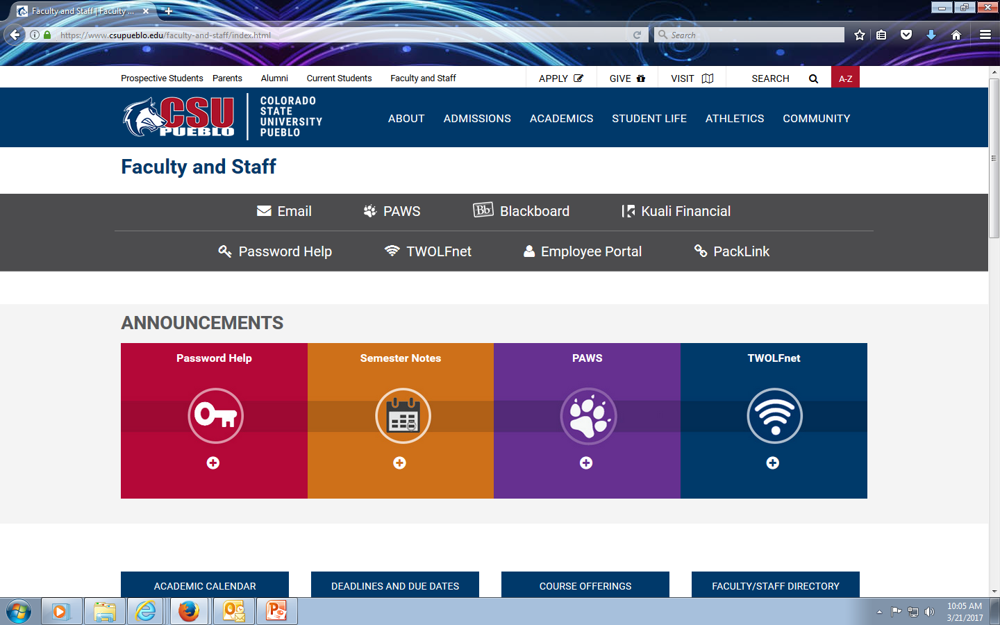 Faculty and Staff | Faculty ...
https://www.csupueblo.edu/faculty-and-staff/index.html
Search
Prospective Students Parents Alumni Current Students Faculty and Staff APPLY GIVE VISIT SEARCH A-Z
CSU PUEBLO
COLORADO
STATE
UNIVERSITY
PUEBLO
ABOUT ADMISSIONS ACADEMICS STUDENT LIFE ATHLETICS COMMUNITY
Faculty and Staff
Email PAWS Bb Blackboard Kuali Financial
Password Help TWOLFnet Employee Portal PackLink
ANNOUNCEMENTS
Password Help Semester Notes PAWS TWOLFnet
ACADEMIC CALENDAR DEADLINES AND DUE DATES COURSE OFFERINGS FACULTY/STAFF DIRECTORY
10:05 AM
3/21/2017